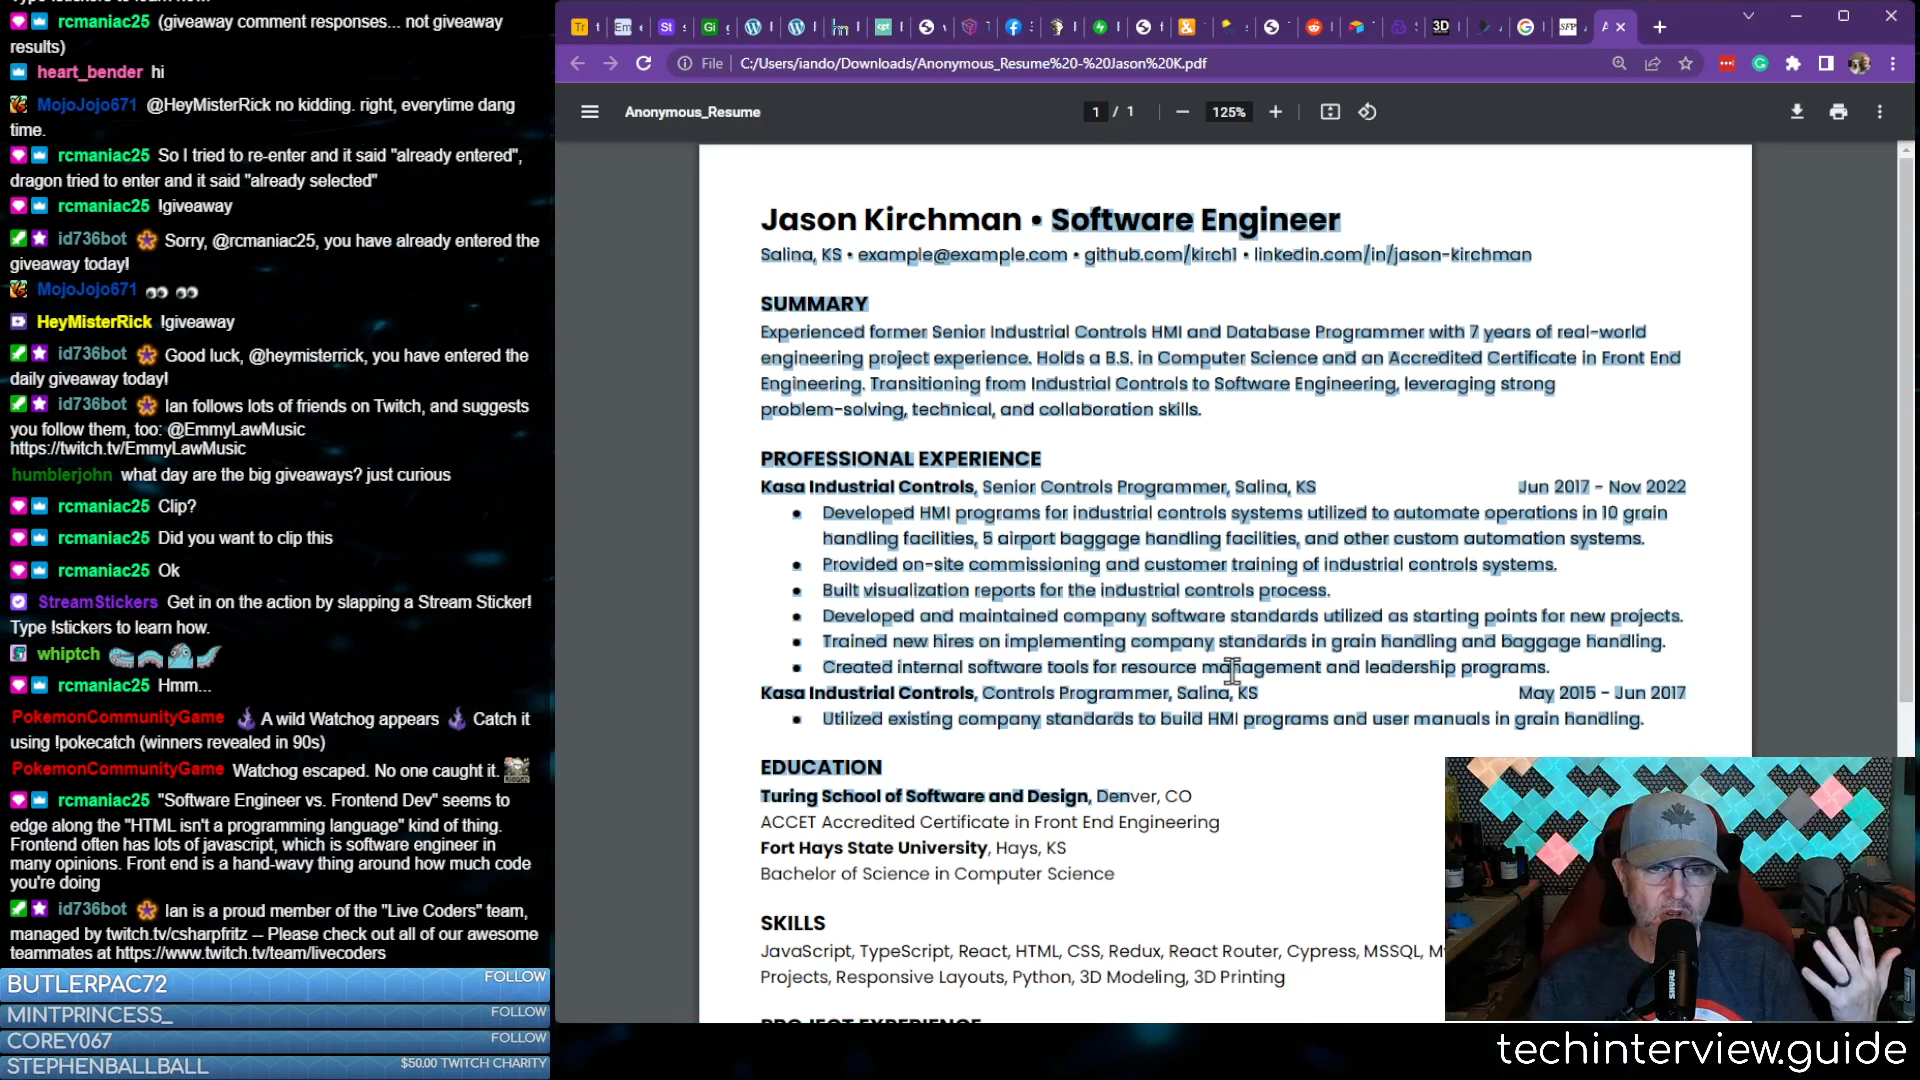 Type !stickers to learn how.
rcmaniac25 (giveaway comment responses... not giveaway
results)
heart_bender hi
MojoJojo671 @HeyMisterRick no kidding. right, everytime dang
time.
rcmaniac25 So I tried to re-enter and it said "already entered",
dragon tried to enter and it said "already selected"
rcmaniac25 !giveaway
id736bot Sorry, @rcmaniac25, you have already entered the
giveaway today!
MojoJojo671
HeyMisterRick !giveaway
id736bot Good luck, @heymisterrick, you have entered the
daily giveaway today!
id736bot Ian follows lots of friends on Twitch, and suggests
you follow them, too: @EmmyLawMusic
https://twitch.tv/EmmyLawMusic
humblerjohn what day are the big giveaways? just curious
rcmaniac25 Clip?
rcmaniac25 Did you want to clip this
rcmaniac25 Ok
StreamStickers Get in on the action by slapping a Stream Sticker!
Type !stickers to learn how.
whiptch
rcmaniac25 Hmm...
PokemonCommunityGame A wild Watchog appears Catch it
using !pokecatch (winners revealed in 90s)
PokemonCommunityGame Watchog escaped. No one caught it.
rcmaniac25 "Software Engineer vs. Frontend Dev" seems to
edge along the "HTML isn't a programming language" kind of thing.
Frontend often has lots of javascript, which is software engineer in
many opinions. Front end is a hand-wavy thing around how much code
you're doing
id736bot Ian is a proud member of the "Live Coders" team,
managed by twitch.tv/csharpfritz -- Please check out all of our awesome
teammates at https://www.twitch.tv/team/livecoders
BUTLERPAC72 FOLLOW
MINTPRINCESS_ FOLLOW
COREY067 FOLLOW
STEPHENBALLBALL $50.00 TWITCH CHARITY
File C:/Users/iando/Downloads/Anonymous_Resume%20-%20Jason%20K.pdf
Anonymous_Resume 1 / 1 125%
Jason Kirchman • Software Engineer
Salina, KS • example@example.com • github.com/kirch1 • linkedin.com/in/jason-kirchman
SUMMARY
Experienced former Senior Industrial Controls HMI and Database Programmer with 7 years of real-world
engineering project experience. Holds a B.S. in Computer Science and an Accredited Certificate in Front End
Engineering. Transitioning from Industrial Controls to Software Engineering, leveraging strong
problem-solving, technical, and collaboration skills.
PROFESSIONAL EXPERIENCE
Kasa Industrial Controls, Senior Controls Programmer, Salina, KS Jun 2017 - Nov 2022
• Developed HMI programs for industrial controls systems utilized to automate operations in 10 grain
handling facilities, 5 airport baggage handling facilities, and other custom automation systems.
• Provided on-site commissioning and customer training of industrial controls systems.
• Built visualization reports for the industrial controls process.
• Developed and maintained company software standards utilized as starting points for new projects.
• Trained new hires on implementing company standards in grain handling and baggage handling.
• Created internal software tools for resource management and leadership programs.
Kasa Industrial Controls, Controls Programmer, Salina, KS May 2015 - Jun 2017
• Utilized existing company standards to build HMI programs and user manuals in grain handling.
EDUCATION
Turing School of Software and Design, Denver, CO
ACCET Accredited Certificate in Front End Engineering
Fort Hays State University, Hays, KS
Bachelor of Science in Computer Science
SKILLS
JavaScript, TypeScript, React, HTML, CSS, Redux, React Router, Cypress, MSSQL,
Projects, Responsive Layouts, Python, 3D Modeling, 3D Printing
PROJECT EXPERIENCE
SHURE
techinterview.guide